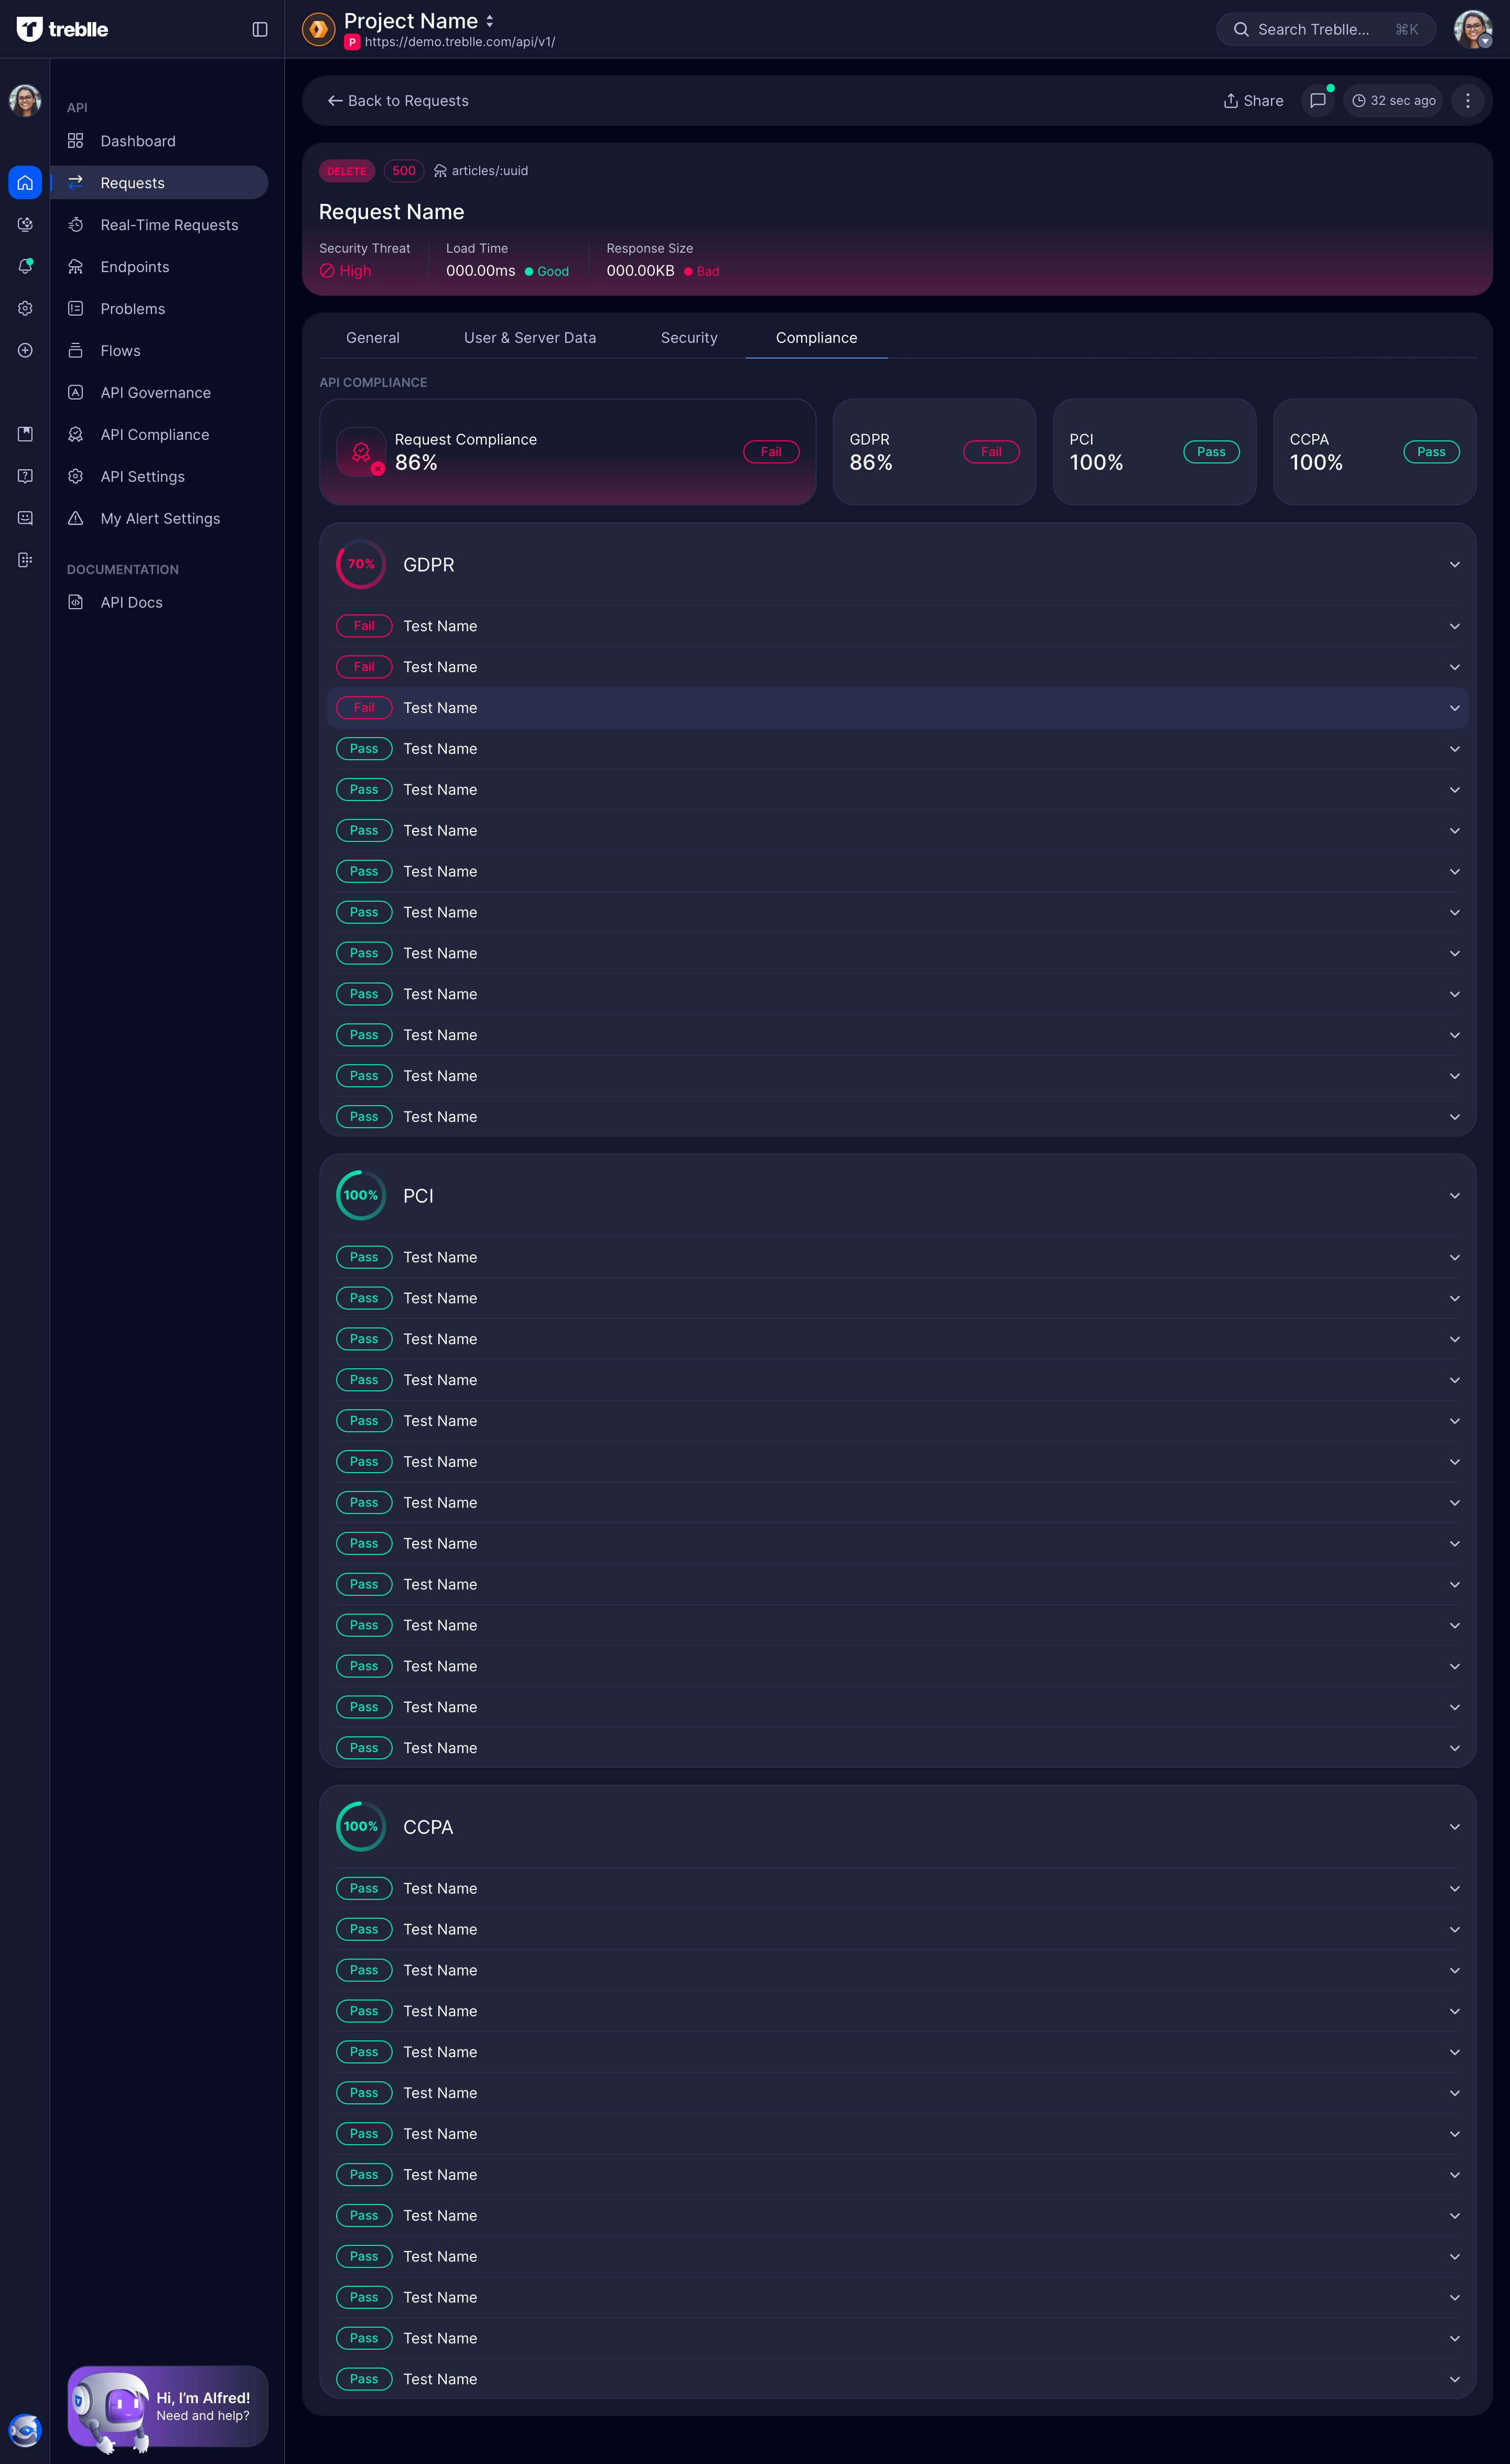 treblle
Project Name
P https://demo.treblle.com/api/v1/
Search Treblle... ⌘K
API
Dashboard
Requests
Real-Time Requests
Endpoints
Problems
Flows
API Governance
API Compliance
API Settings
My Alert Settings
DOCUMENTATION
API Docs
Hi, I'm Alfred!
Need and help?
Back to Requests
Share
32 sec ago
DELETE 500 articles/:uuid
Request Name
Security Threat Load Time Response Size
High 000.00ms Good 000.00KB Bad
General User & Server Data Security Compliance
API COMPLIANCE
Request Compliance
86%
Fail
GDPR
86%
Fail
PCI
100%
Pass
CCPA
100%
Pass
70% GDPR
Fail Test Name
Fail Test Name
Fail Test Name
Pass Test Name
Pass Test Name
Pass Test Name
Pass Test Name
Pass Test Name
Pass Test Name
Pass Test Name
Pass Test Name
Pass Test Name
Pass Test Name
100% PCI
Pass Test Name
Pass Test Name
Pass Test Name
Pass Test Name
Pass Test Name
Pass Test Name
Pass Test Name
Pass Test Name
Pass Test Name
Pass Test Name
Pass Test Name
Pass Test Name
Pass Test Name
100% CCPA
Pass Test Name
Pass Test Name
Pass Test Name
Pass Test Name
Pass Test Name
Pass Test Name
Pass Test Name
Pass Test Name
Pass Test Name
Pass Test Name
Pass Test Name
Pass Test Name
Pass Test Name